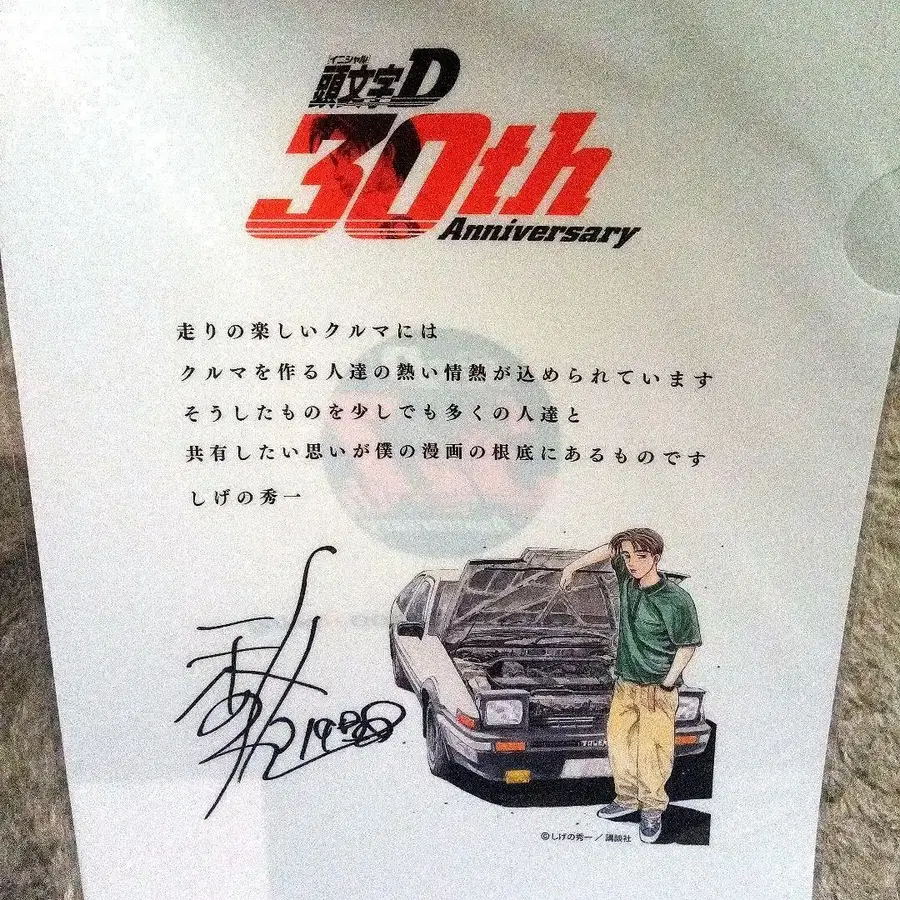 イニシャル
頭文字D
30th
Anniversary
走りの楽しいクルマには
クルマを作る人達の熱い情熱が込められています
そうしたものを少しでも多くの人達と
共有したい思いが僕の漫画の根底にあるものです
しげの秀一
©しげの秀一／講談社